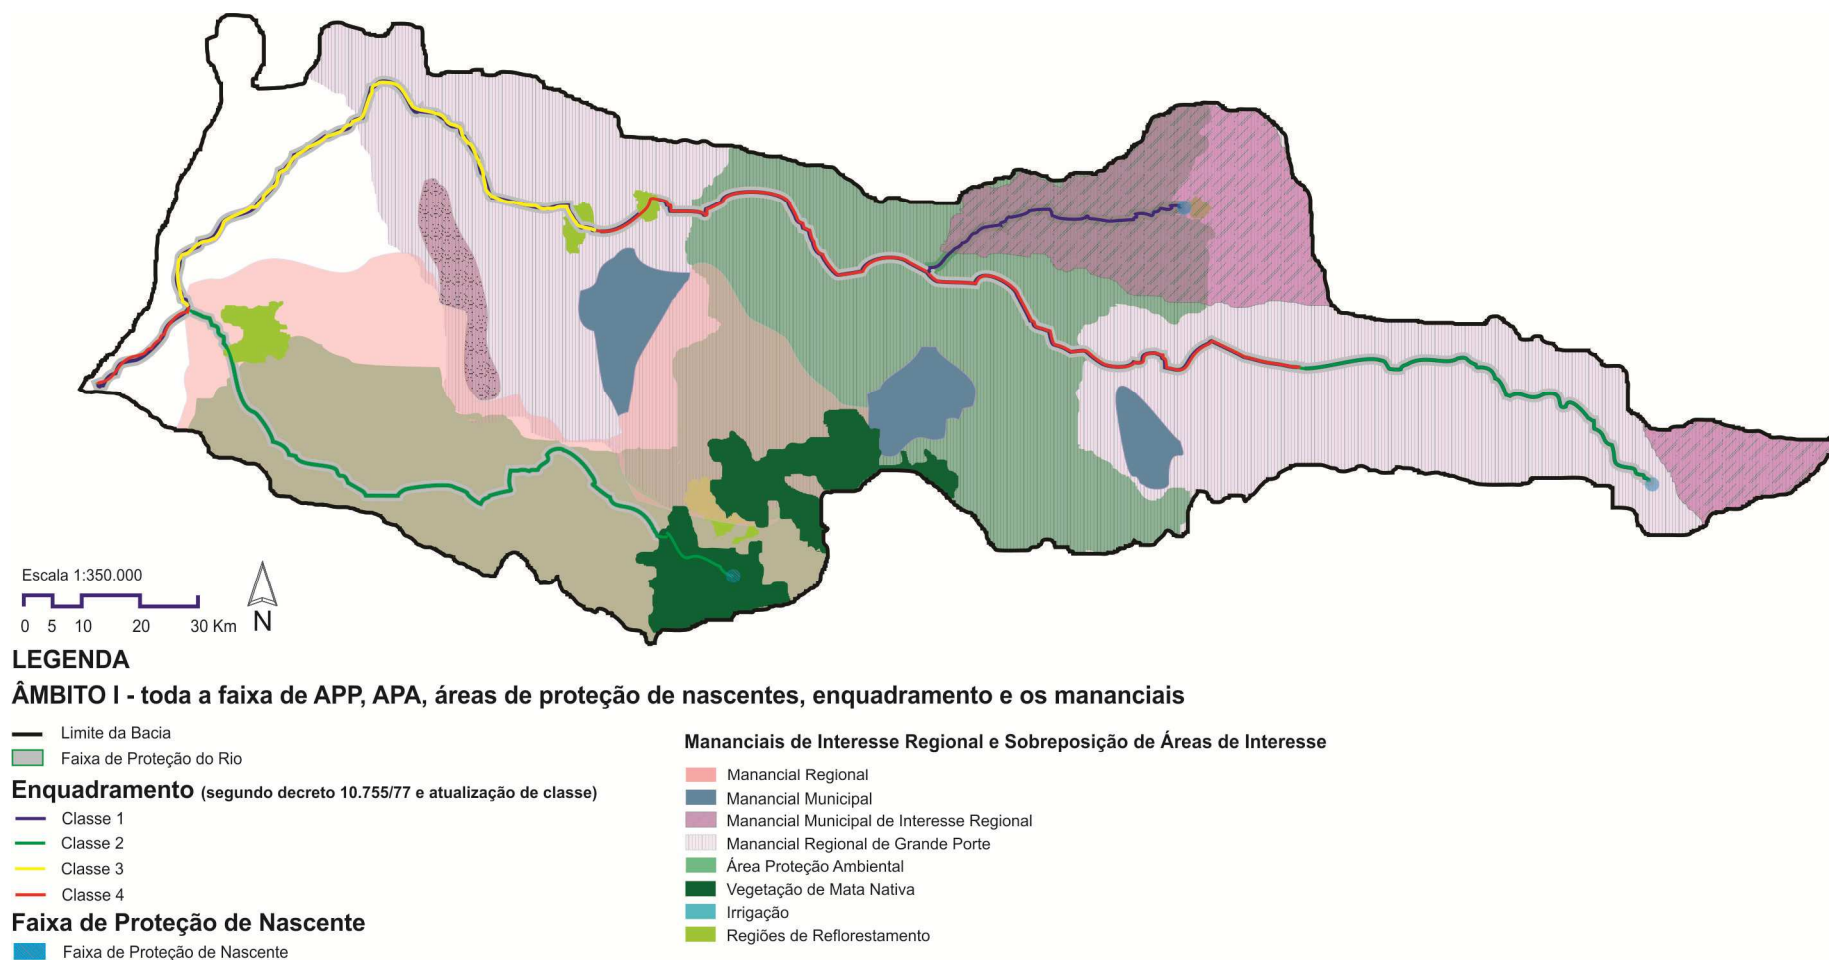 Escala 1:350.000
0 5 10 20 30 Km
N
LEGENDA
ÂMBITO I - toda a faixa de APP, APA, áreas de proteção de nascentes, enquadramento e os mananciais
Limite da Bacia
Faixa de Proteção do Rio
Enquadramento (segundo decreto 10.755/77 e atualização de classe)
Classe 1
Classe 2
Classe 3
Classe 4
Faixa de Proteção de Nascente
Faixa de Proteção de Nascente
Mananciais de Interesse Regional e Sobreposição de Áreas de Interesse
Manancial Regional
Manancial Municipal
Manancial Municipal de Interesse Regional
Manancial Regional de Grande Porte
Área Proteção Ambiental
Vegetação de Mata Nativa
Irrigação
Regiões de Reflorestamento